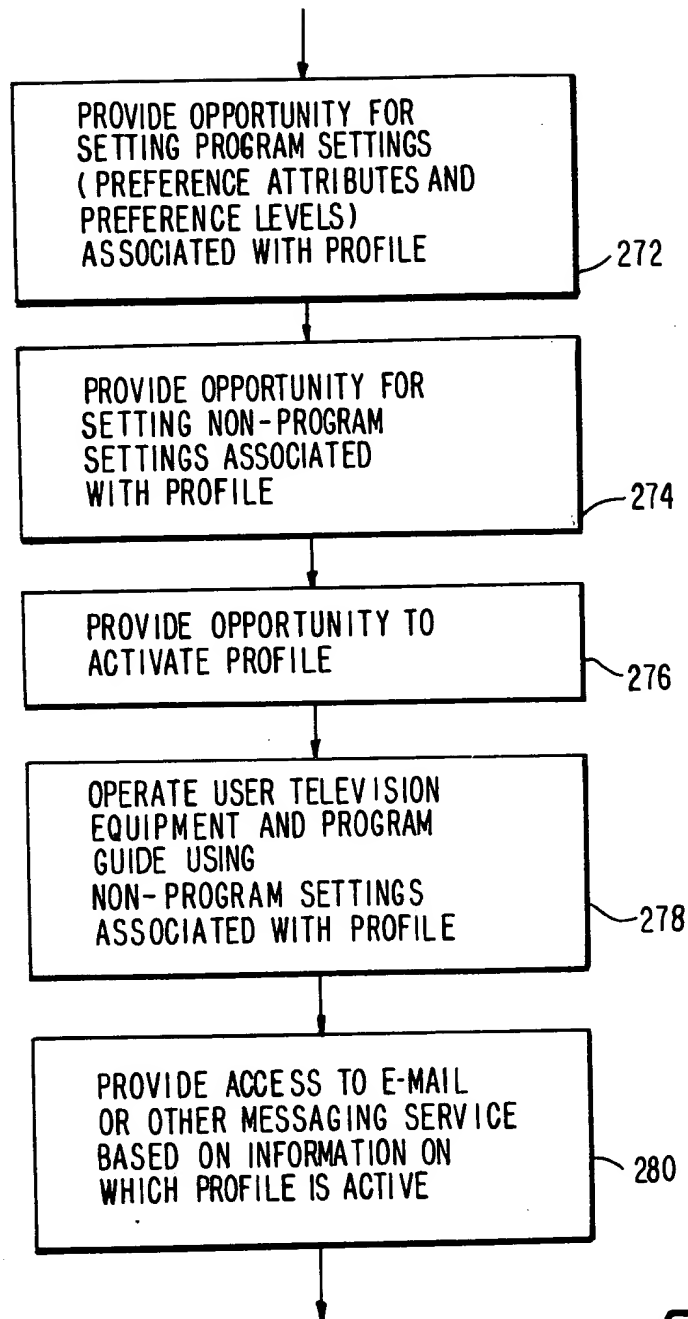 PROVIDE OPPORTUNITY FOR
SETTING PROGRAM SETTINGS
(PREFERENCE ATTRIBUTES AND
PREFERENCE LEVELS)
ASSOCIATED WITH PROFILE
272
PROVIDE OPPORTUNITY FOR
SETTING NON-PROGRAM
SETTINGS ASSOCIATED
WITH PROFILE
274
PROVIDE OPPORTUNITY TO
ACTIVATE PROFILE
276
OPERATE USER TELEVISION
EQUIPMENT AND PROGRAM
GUIDE USING
NON-PROGRAM SETTINGS
ASSOCIATED WITH PROFILE
278
PROVIDE ACCESS TO E-MAIL
OR OTHER MESSAGING SERVICE
BASED ON INFORMATION ON
WHICH PROFILE IS ACTIVE
280